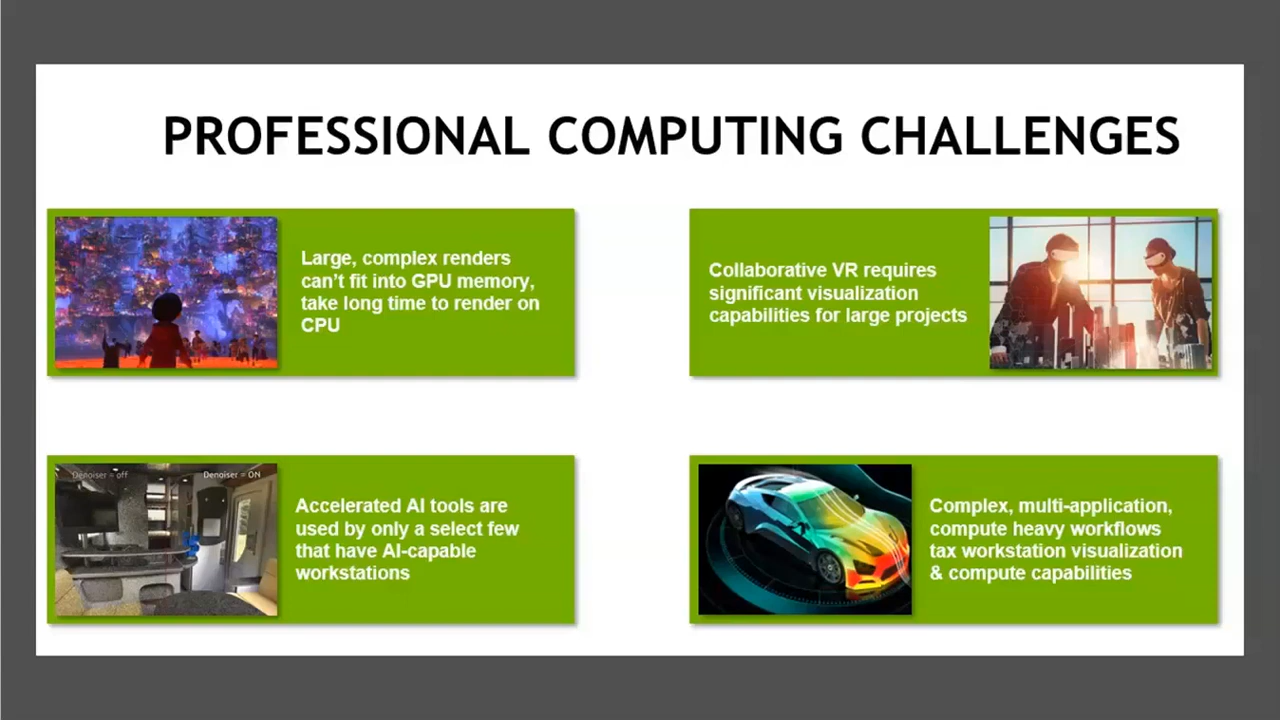 PROFESSIONAL COMPUTING CHALLENGES
Large, complex renders
can’t fit into GPU memory,
take long time to render on
CPU
Collaborative VR requires
significant visualization
capabilities for large projects
Denoiser = off
Denoiser = ON
Accelerated AI tools are
used by only a select few
that have AI-capable
workstations
Complex, multi-application,
compute heavy workflows
tax workstation visualization
& compute capabilities